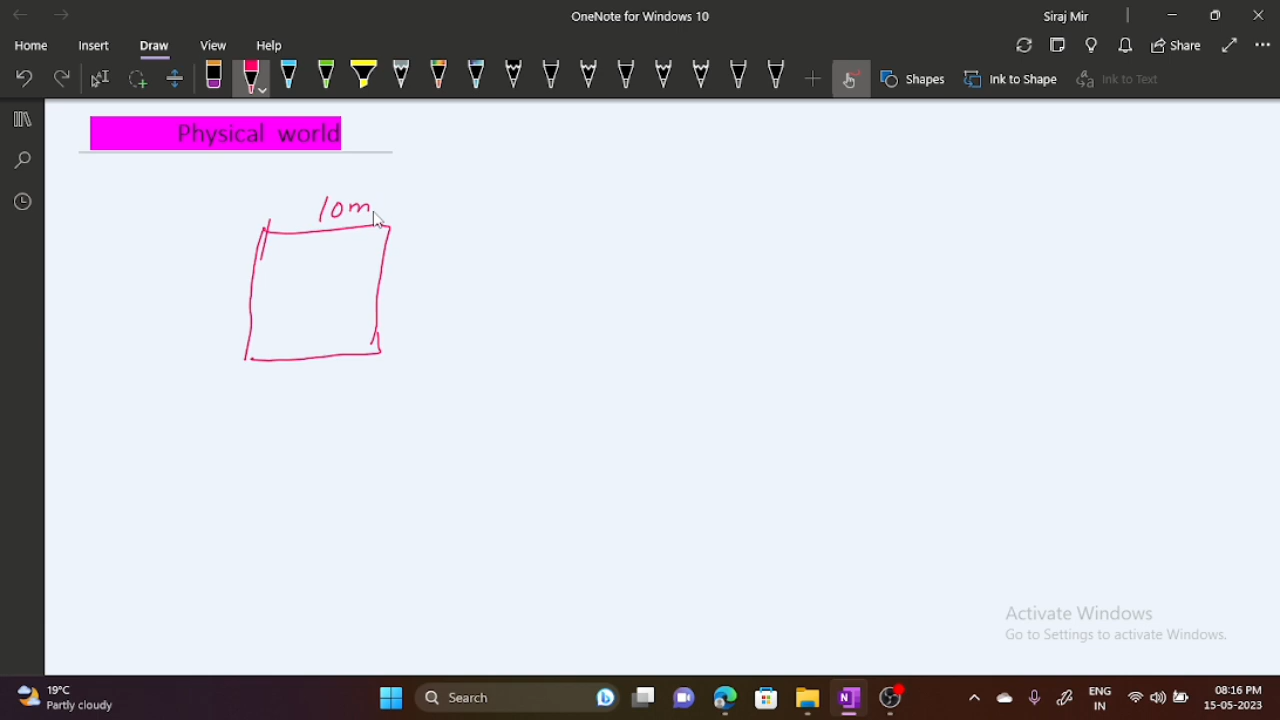 OneNote for Windows 10
Siraj Mir
Home
Insert
Draw
View
Help
Share
Shapes
Ink to Shape
Ink to Text
Physical world
10m
Activate Windows
Go to Settings to activate Windows.
19°C
Partly cloudy
Search
ENG
IN
08:16 PM
15-05-2023